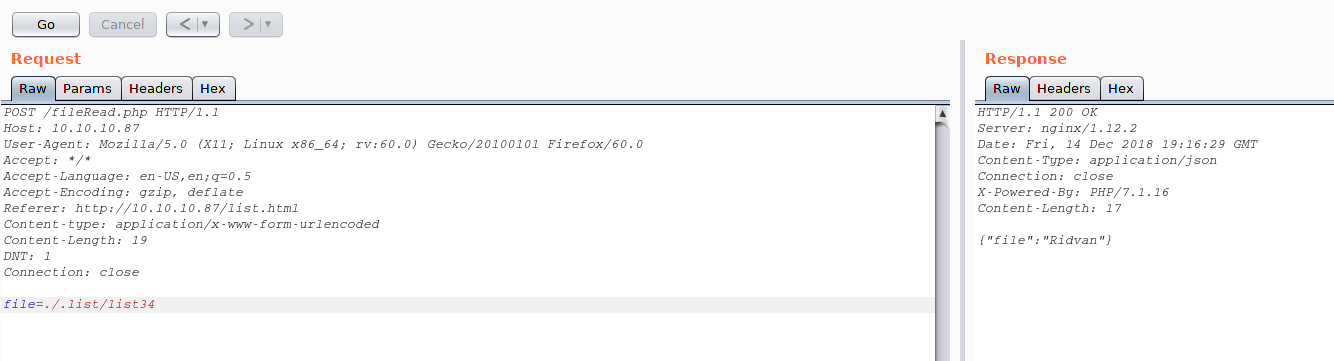 Go Cancel < ▼ > ▼
Request
Raw Params Headers Hex
POST /fileRead.php HTTP/1.1
Host: 10.10.10.87
User-Agent: Mozilla/5.0 (X11; Linux x86_64; rv:60.0) Gecko/20100101 Firefox/60.0
Accept: */*
Accept-Language: en-US,en;q=0.5
Accept-Encoding: gzip, deflate
Referer: http://10.10.10.87/list.html
Content-type: application/x-www-form-urlencoded
Content-Length: 19
DNT: 1
Connection: close
file=./.list/list34
Response
Raw Headers Hex
HTTP/1.1 200 OK
Server: nginx/1.12.2
Date: Fri, 14 Dec 2018 19:16:29 GMT
Content-Type: application/json
Connection: close
X-Powered-By: PHP/7.1.16
Content-Length: 17
{"file":"Ridvan"}